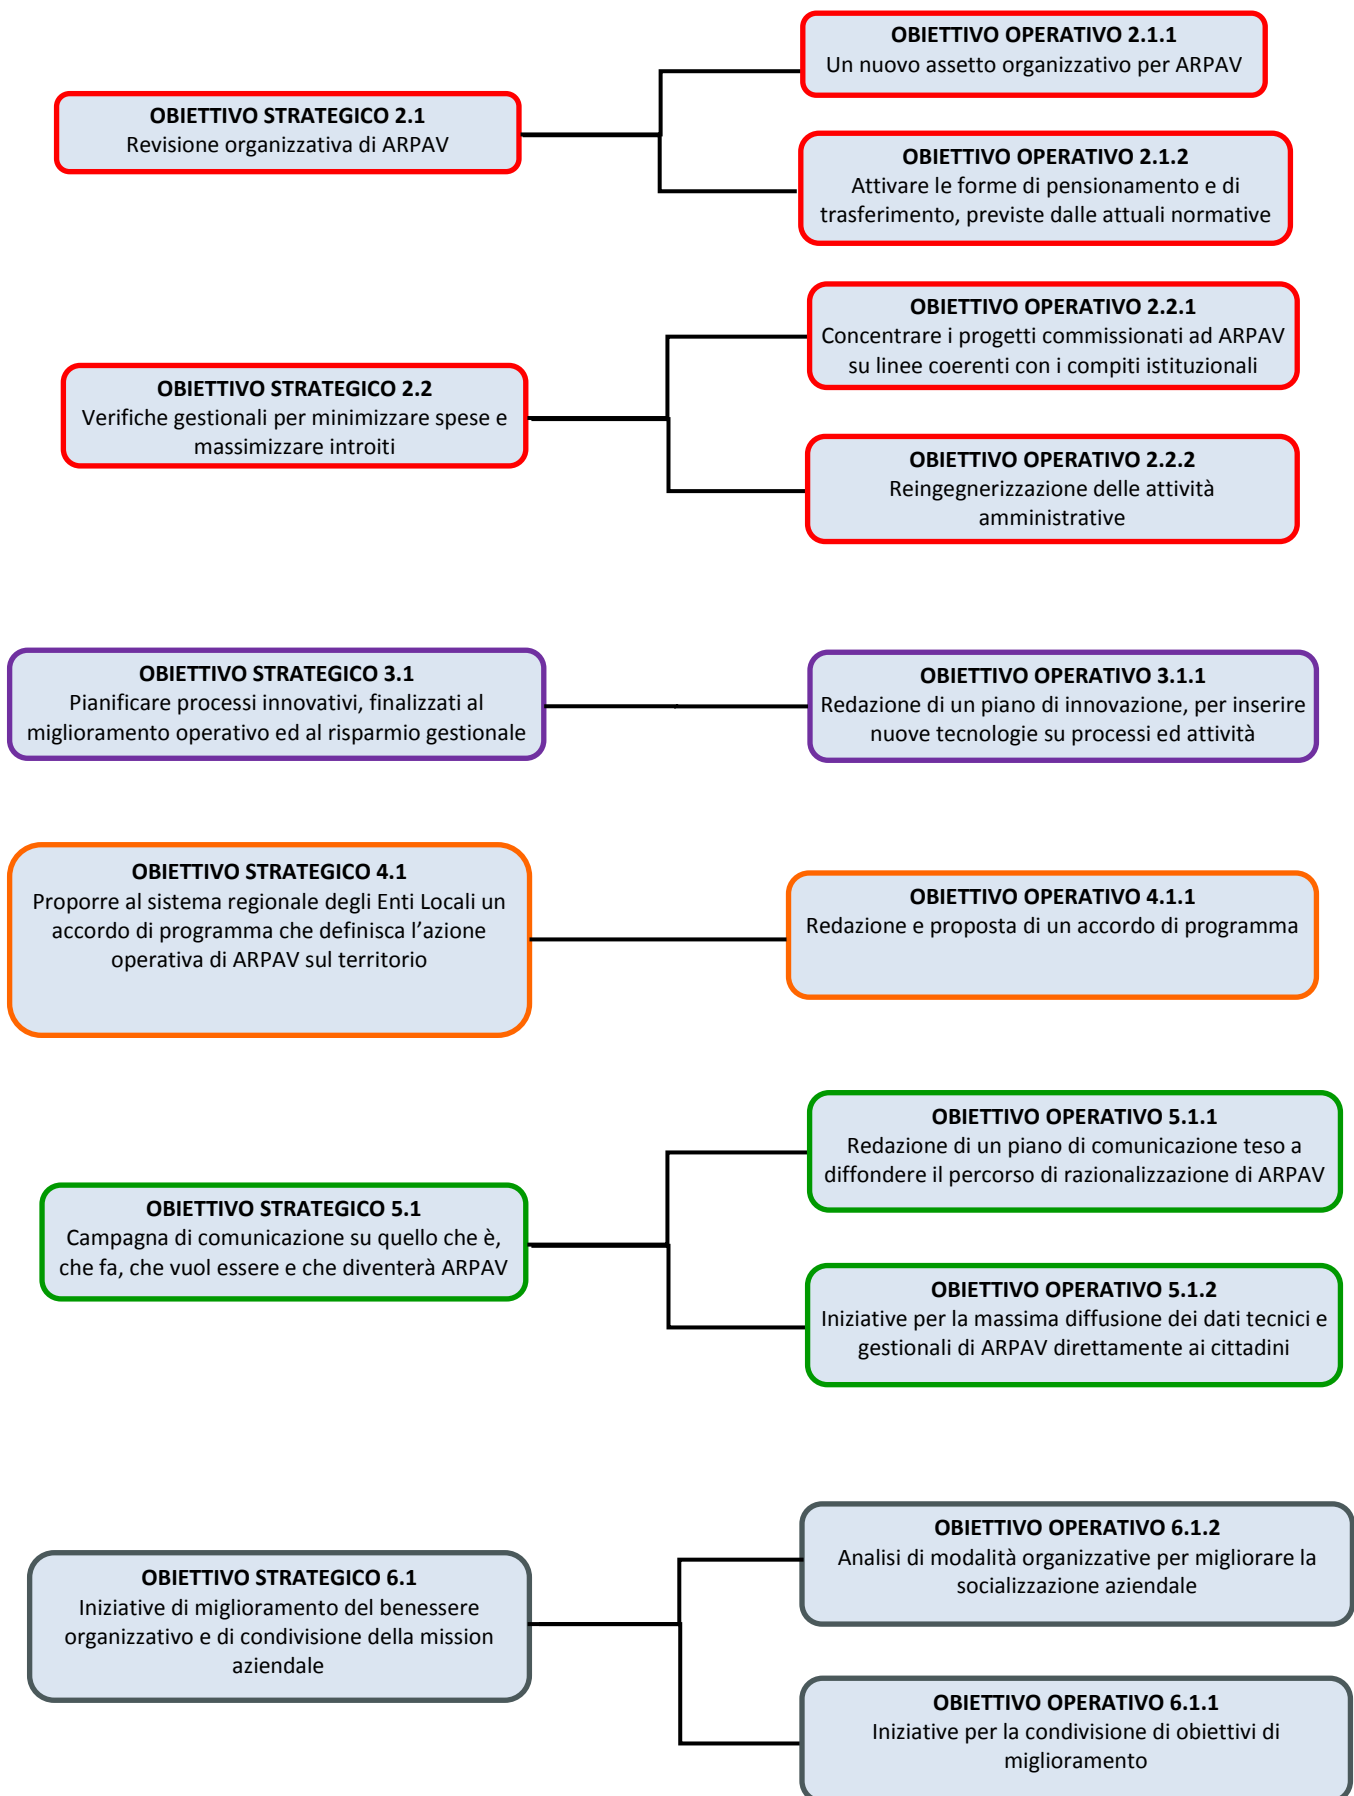 OBIETTIVO OPERATIVO 2.1.1
Un nuovo assetto organizzativo per ARPAV
OBIETTIVO STRATEGICO 2.1
Revisione organizzativa di ARPAV
OBIETTIVO OPERATIVO 2.1.2
Attivare le forme di pensionamento e di
trasferimento, previste dalle attuali normative
OBIETTIVO OPERATIVO 2.2.1
Concentrare i progetti commissionati ad ARPAV
su linee coerenti con i compiti istituzionali
OBIETTIVO STRATEGICO 2.2
Verifiche gestionali per minimizzare spese e
massimizzare introiti
OBIETTIVO OPERATIVO 2.2.2
Reingegnerizzazione delle attività
amministrative
OBIETTIVO STRATEGICO 3.1
Pianificare processi innovativi, finalizzati al
miglioramento operativo ed al risparmio gestionale
OBIETTIVO OPERATIVO 3.1.1
Redazione di un piano di innovazione, per inserire
nuove tecnologie su processi ed attività
OBIETTIVO STRATEGICO 4.1
Proporre al sistema regionale degli Enti Locali un
accordo di programma che definisca l’azione
operativa di ARPAV sul territorio
OBIETTIVO OPERATIVO 4.1.1
Redazione e proposta di un accordo di programma
OBIETTIVO OPERATIVO 5.1.1
Redazione di un piano di comunicazione teso a
diffondere il percorso di razionalizzazione di ARPAV
OBIETTIVO STRATEGICO 5.1
Campagna di comunicazione su quello che è,
che fa, che vuol essere e che diventerà ARPAV
OBIETTIVO OPERATIVO 5.1.2
Iniziative per la massima diffusione dei dati tecnici e
gestionali di ARPAV direttamente ai cittadini
OBIETTIVO OPERATIVO 6.1.2
Analisi di modalità organizzative per migliorare la
socializzazione aziendale
OBIETTIVO STRATEGICO 6.1
Iniziative di miglioramento del benessere
organizzativo e di condivisione della mission
aziendale
OBIETTIVO OPERATIVO 6.1.1
Iniziative per la condivisione di obiettivi di
miglioramento